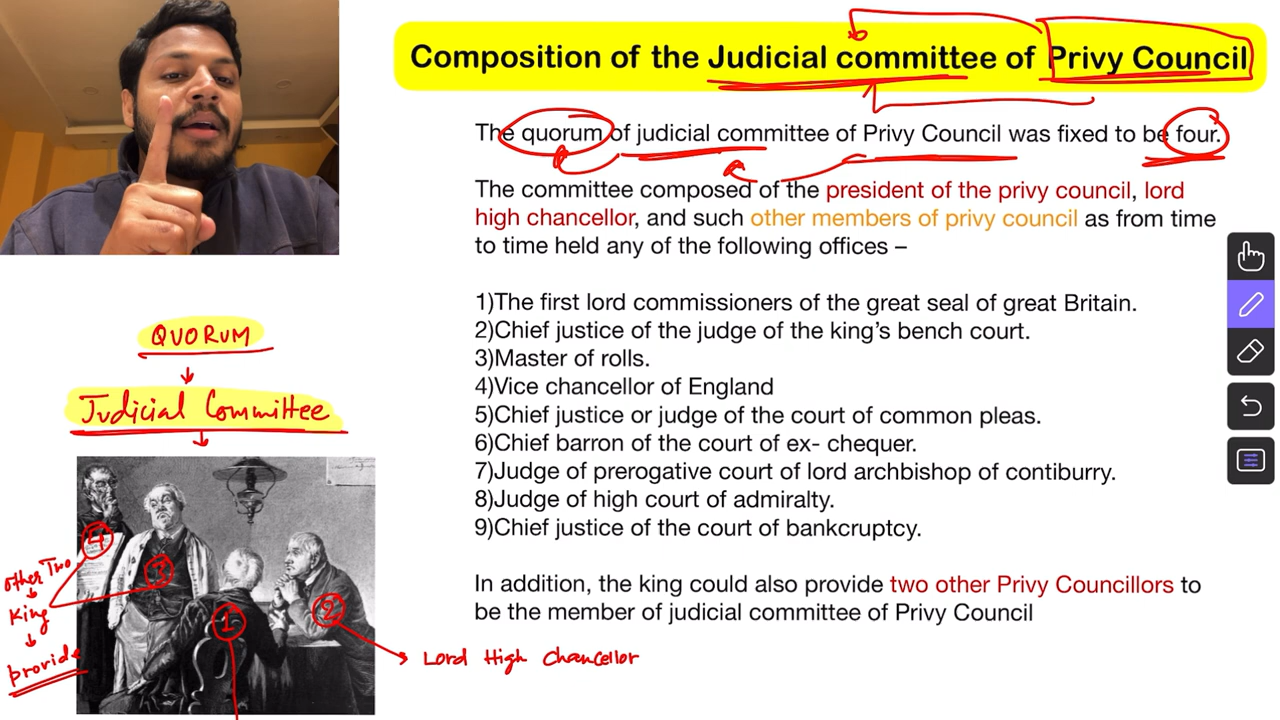 Composition of the Judicial committee of Privy Council
The quorum of judicial committee of Privy Council was fixed to be four.
The committee composed of the president of the privy council, lord
high chancellor, and such other members of privy council as from time
to time held any of the following offices –
1)The first lord commissioners of the great seal of great Britain.
2)Chief justice of the judge of the king’s bench court.
3)Master of rolls.
4)Vice chancellor of England
5)Chief justice or judge of the court of common pleas.
6)Chief barron of the court of ex- chequer.
7)Judge of prerogative court of lord archbishop of contiburry.
8)Judge of high court of admiralty.
9)Chief justice of the court of bankcruptcy.
In addition, the king could also provide two other Privy Councillors to
be the member of judicial committee of Privy Council
QUORUM
Judicial Committee
4
3
1
2
other Two
King
provide
Lord High Chancellor